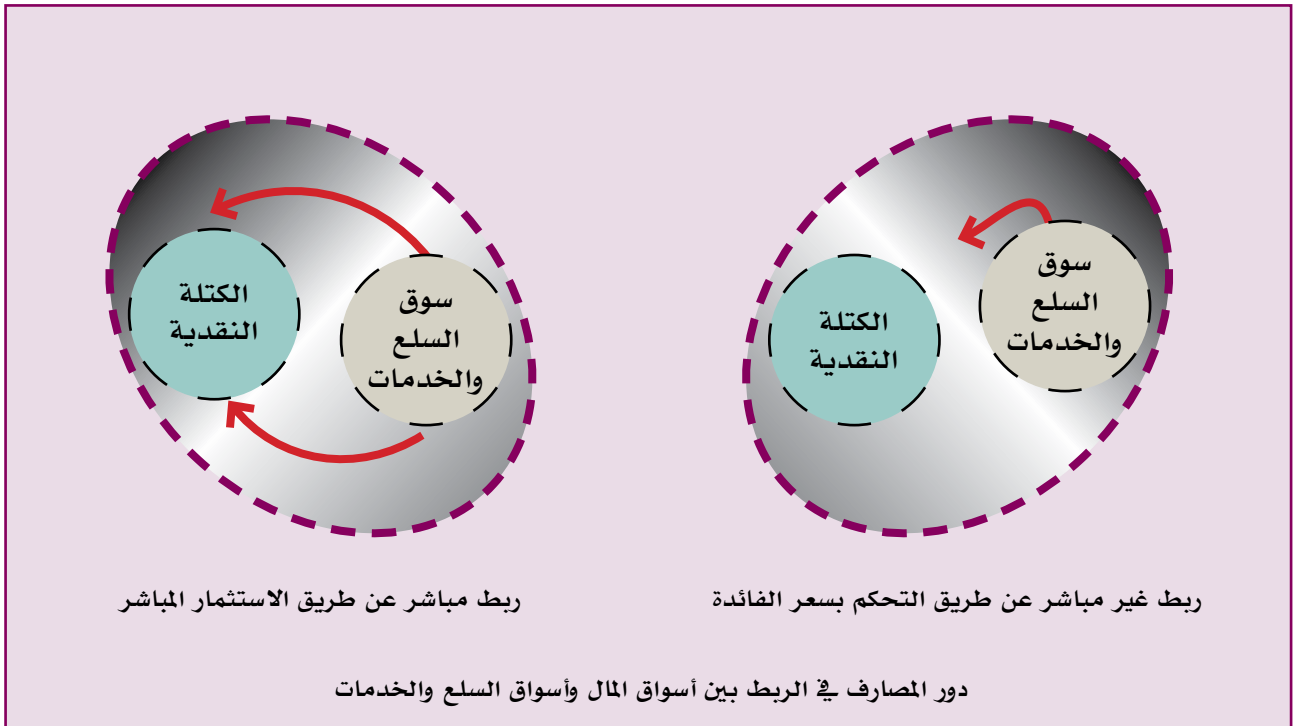 سوق
السلع
والخدمات
الكتلة
النقدية
ربط غير مباشر عن طريق التحكم بسعر الفائدة
سوق
السلع
والخدمات
الكتلة
النقدية
ربط مباشر عن طريق الاستثمار المباشر
دور المصارف في الربط بين أسواق المال وأسواق السلع والخدمات